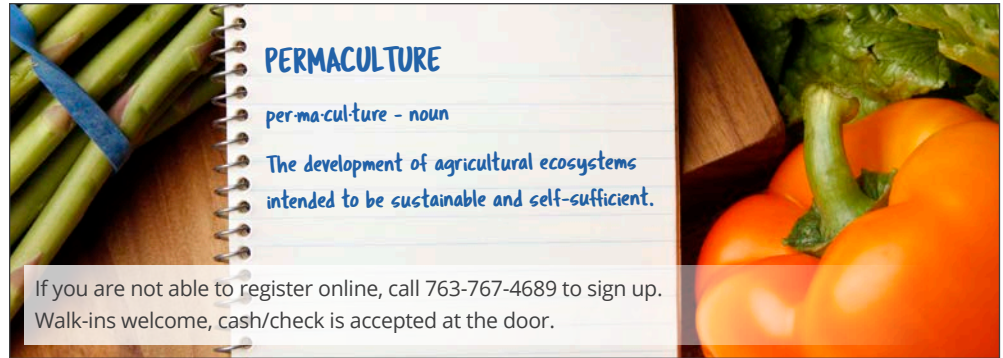 PERMACULTURE
per·ma·cul·ture - noun
The development of agricultural ecosystems
intended to be sustainable and self-sufficient.
If you are not able to register online, call 763-767-4689 to sign up.
Walk-ins welcome, cash/check is accepted at the door.